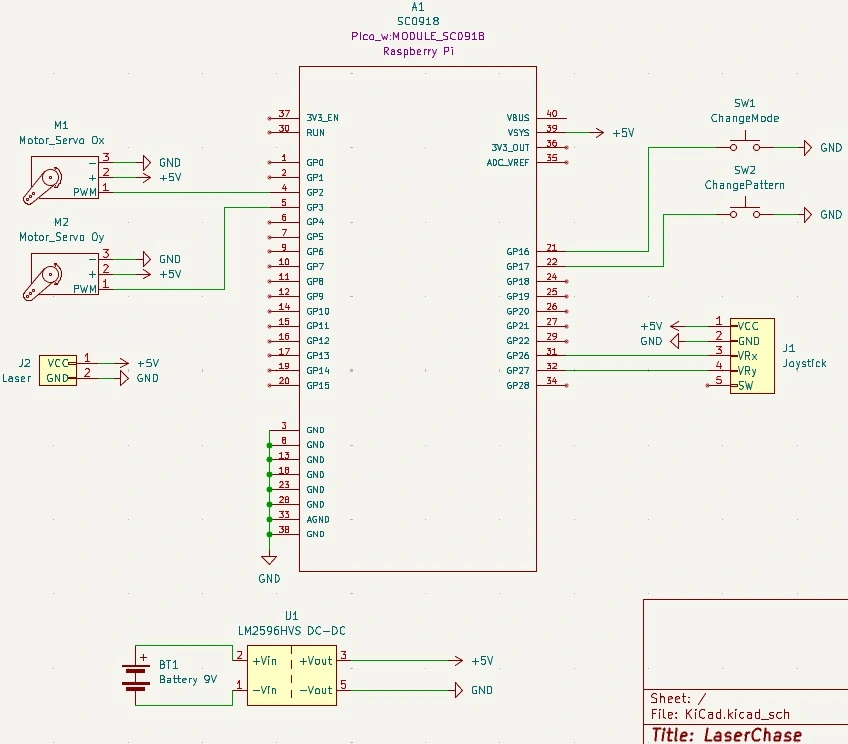 A1
SC0918
Pico_w:MODULE_SC0918
Raspberry Pi
37 3V3_EN
30 RUN
1 GP0
2 GP1
4 GP2
5 GP3
6 GP4
7 GP5
9 GP6
10 GP7
11 GP8
12 GP9
14 GP10
15 GP11
16 GP12
17 GP13
19 GP14
20 GP15
3 GND
8 GND
13 GND
18 GND
23 GND
28 GND
33 AGND
38 GND
GND
VBUS 40
VSYS 39 +5V
3V3_OUT 36
ADC_VREF 35
GP16 21
GP17 22
GP18 24
GP19 25
GP20 26
GP21 27
GP22 29
GP26 31
GP27 32
GP28 34
M1
Motor_Servo Ox
− 3 GND
+ 2 +5V
PWM 1
M2
Motor_Servo Oy
− 3 GND
+ 2 +5V
PWM 1
J2
Laser
VCC 1 +5V
GND 2 GND
SW1
ChangeMode
GND
SW2
ChangePattern
GND
+5V 1 VCC
GND 2 GND
3 VRx
4 VRy
5 SW
J1
Joystick
U1
LM2596HVS DC-DC
+
BT1
Battery 9V
2 +Vin +Vout 3 +5V
1 -Vin -Vout 5 GND
Sheet: /
File: KiCad.kicad_sch
Title: LaserChase